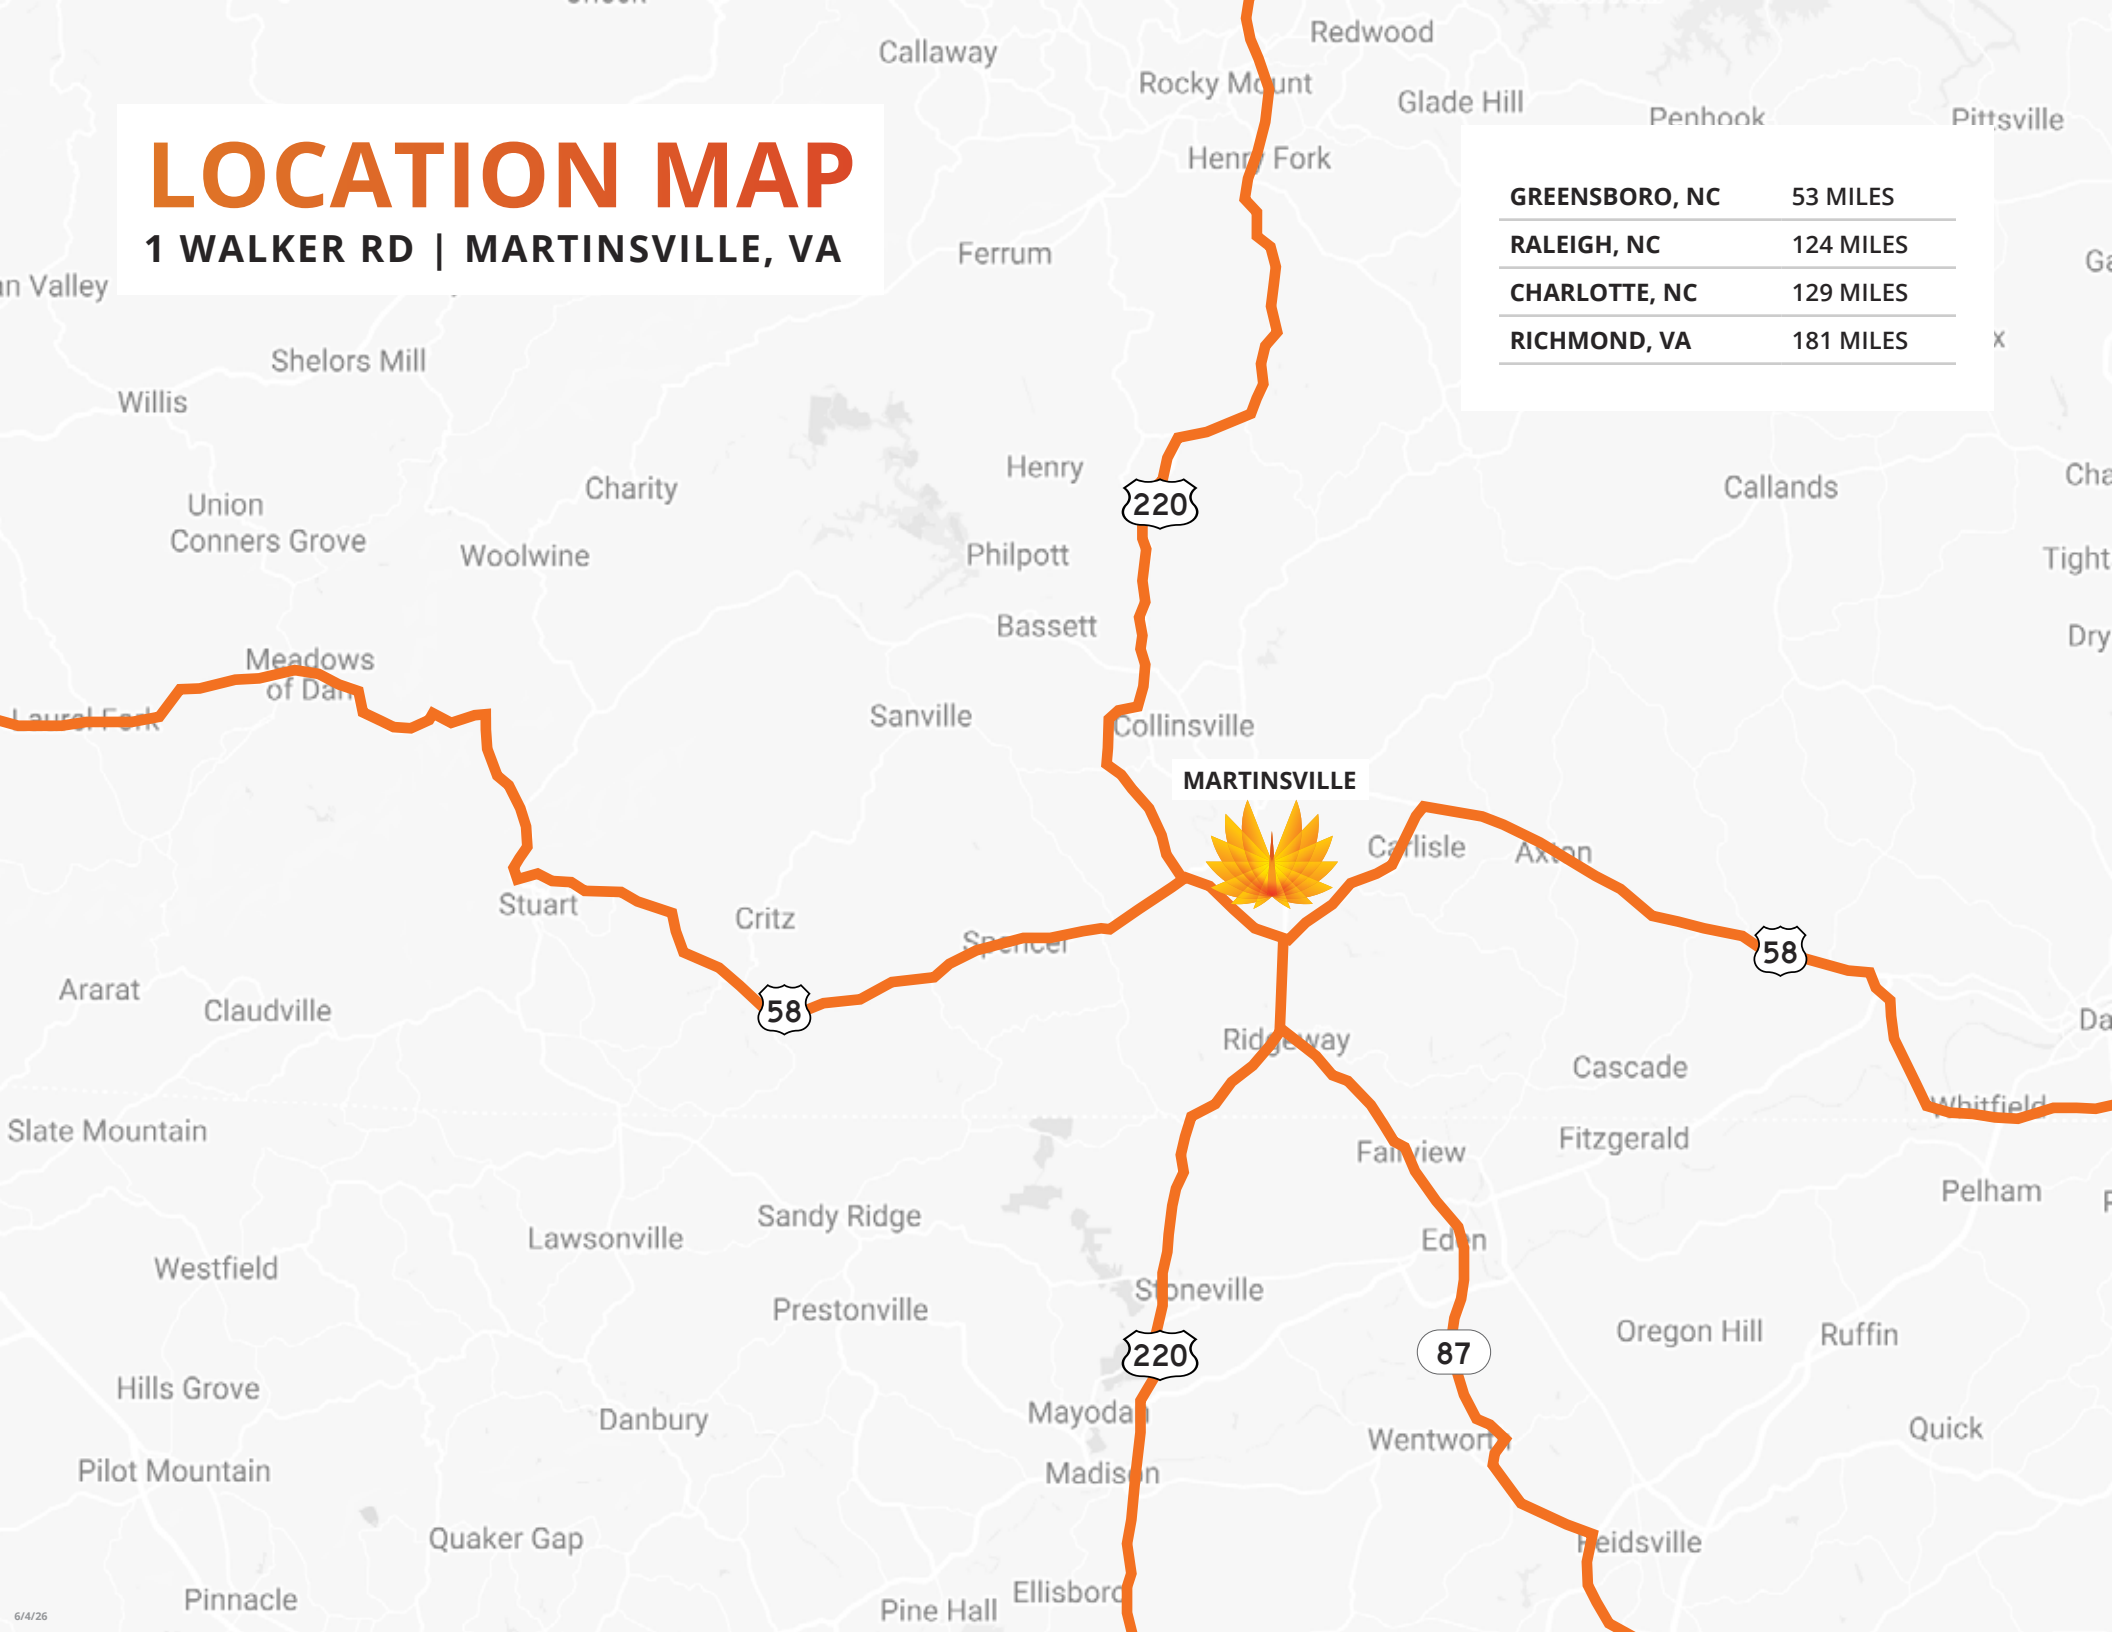 Callaway
Redwood
Rocky Mount
Glade Hill
Penhook
Pittsville
LOCATION MAP
1 WALKER RD | MARTINSVILLE, VA
Henry Fork
GREENSBORO, NC 53 MILES
RALEIGH, NC 124 MILES
CHARLOTTE, NC 129 MILES
RICHMOND, VA 181 MILES
Ferrum
Valley
Shelors Mill
Willis
Henry
Charity
Callands
Union
Conners Grove
220
Woolwine
Philpott
Bassett
Meadows
of Dan
Laurel Fork
Sanville
Collinsville
MARTINSVILLE
Carlisle
Axton
Stuart
Critz
Spencer
58
Ararat
Claudville
58
Ridgeway
Cascade
Whitfield
Slate Mountain
Fairview
Fitzgerald
Pelham
Sandy Ridge
Lawsonville
Eden
Westfield
Stoneville
Prestonville
Oregon Hill
Ruffin
220
87
Hills Grove
Danbury
Mayodan
Wentworth
Quick
Pilot Mountain
Madison
Quaker Gap
Reidsville
Pinnacle
Pine Hall
Ellisboro
6/4/26